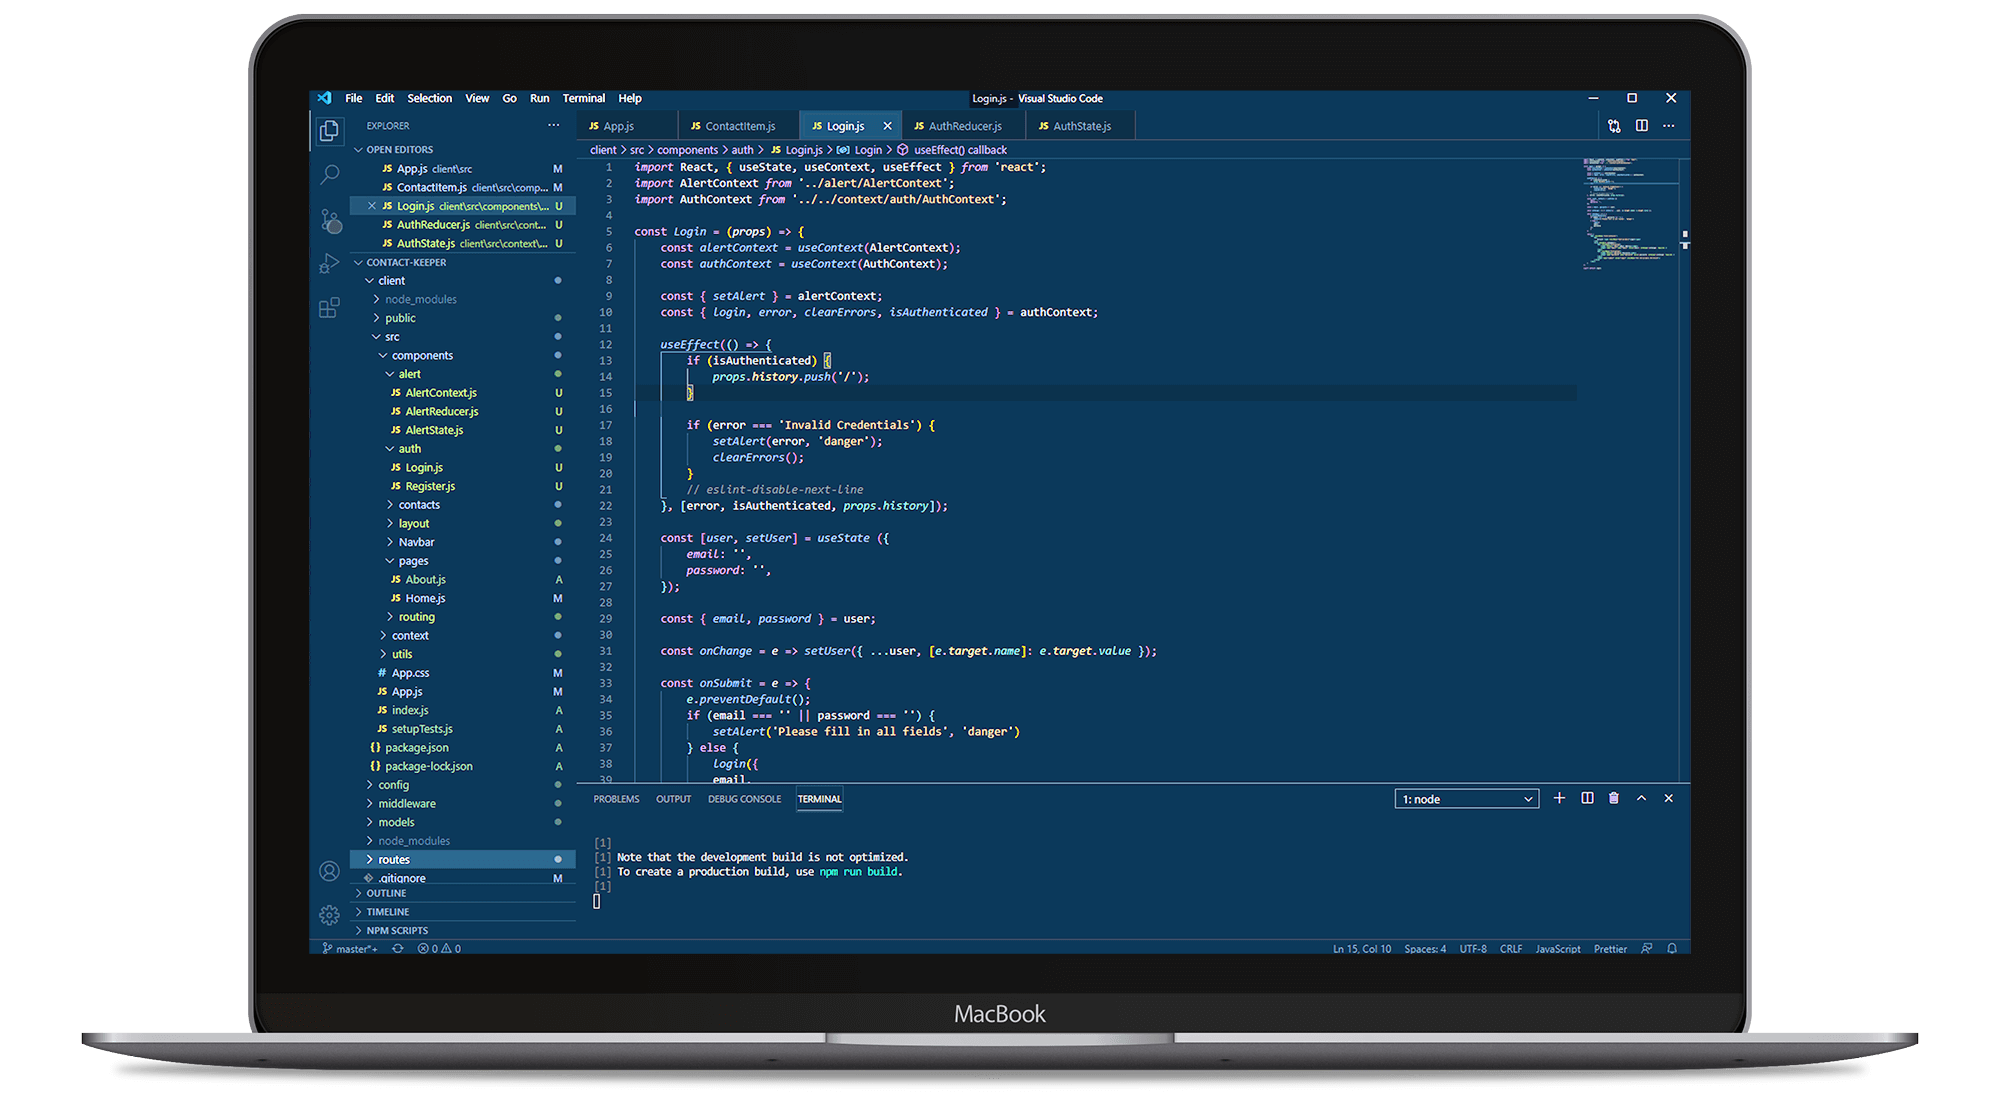 File Edit Selection View Go Run Terminal Help
Login.js - Visual Studio Code
EXPLORER
OPEN EDITORS
JS App.js client\src M
JS ContactItem.js client\src\comp... M
JS Login.js client\src\components\... U
JS AuthReducer.js client\src\cont... U
JS AuthState.js client\src\context\... U
CONTACT-KEEPER
client
node_modules
public
src
components
alert
JS AlertContext.js U
JS AlertReducer.js U
JS AlertState.js U
auth
JS Login.js U
JS Register.js U
contacts
layout
Navbar
pages
JS About.js A
JS Home.js M
routing
context
utils
# App.css M
JS App.js M
JS index.js A
JS setupTests.js A
{} package.json A
{} package-lock.json A
config
middleware
models
node_modules
routes
.gitignore M
OUTLINE
TIMELINE
NPM SCRIPTS
JS App.js JS ContactItem.js JS Login.js JS AuthReducer.js JS AuthState.js
client > src > components > auth > JS Login.js > Login > useEffect() callback
1 import React, { useState, useContext, useEffect } from 'react';
2 import AlertContext from '../alert/AlertContext';
3 import AuthContext from '../../context/auth/AuthContext';
4
5 const Login = (props) => {
6 const alertContext = useContext(AlertContext);
7 const authContext = useContext(AuthContext);
8
9 const { setAlert } = alertContext;
10 const { login, error, clearErrors, isAuthenticated } = authContext;
11
12 useEffect(() => {
13 if (isAuthenticated) {
14 props.history.push('/');
15 }
16
17 if (error === 'Invalid Credentials') {
18 setAlert(error, 'danger');
19 clearErrors();
20 }
21 // eslint-disable-next-line
22 }, [error, isAuthenticated, props.history]);
23
24 const [user, setUser] = useState ({
25 email: '',
26 password: '',
27 });
28
29 const { email, password } = user;
30
31 const onChange = e => setUser({ ...user, [e.target.name]: e.target.value });
32
33 const onSubmit = e => {
34 e.preventDefault();
35 if (email === '' || password === '') {
36 setAlert('Please fill in all fields', 'danger')
37 } else {
38 login({
39 email,
PROBLEMS OUTPUT DEBUG CONSOLE TERMINAL
1: node
[1]
[1] Note that the development build is not optimized.
[1] To create a production build, use npm run build.
[1]
master*+ 0 0
Ln 15, Col 10 Spaces: 4 UTF-8 CRLF JavaScript Prettier
MacBook